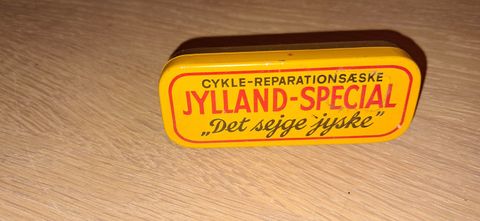 CYKLE-REPARATIONSÆSKE
JYLLAND-SPECIAL
„Det sejge jyske"